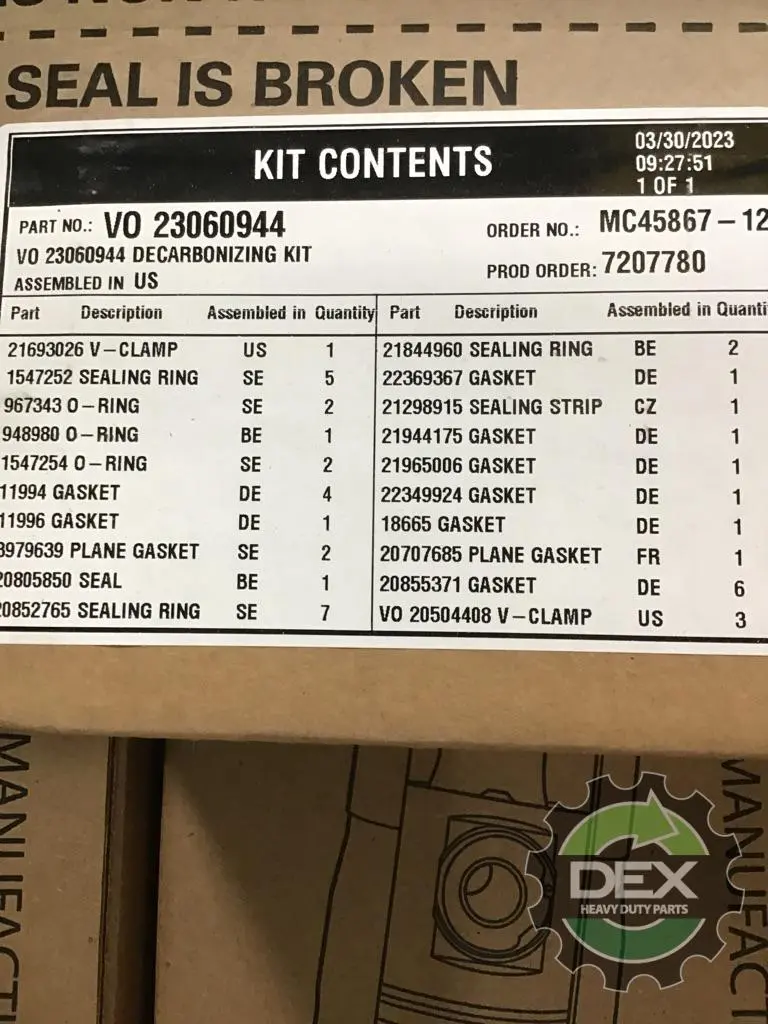 SEAL IS BROKEN
KIT CONTENTS
03/30/2023
09:27:51
1 OF 1
PART NO.: VO 23060944
VO 23060944 DECARBONIZING KIT
ASSEMBLED IN US
ORDER NO.: MC45867-12
PROD ORDER: 7207780
Part Description Assembled in Quantity Part Description Assembled in Quanti
21693026 V-CLAMP US 1
1547252 SEALING RING SE 5
967343 O-RING SE 2
948980 O-RING BE 1
1547254 O-RING SE 2
11994 GASKET DE 4
11996 GASKET DE 1
3979639 PLANE GASKET SE 2
20805850 SEAL BE 1
20852765 SEALING RING SE 7
21844960 SEALING RING BE 2
22369367 GASKET DE 1
21298915 SEALING STRIP CZ 1
21944175 GASKET DE 1
21965006 GASKET DE 1
22349924 GASKET DE 1
18665 GASKET DE 1
20707685 PLANE GASKET FR 1
20855371 GASKET DE 6
VO 20504408 V-CLAMP US 3
MANUFACTU
DEX
HEAVY DUTY PARTS
MANUFACT